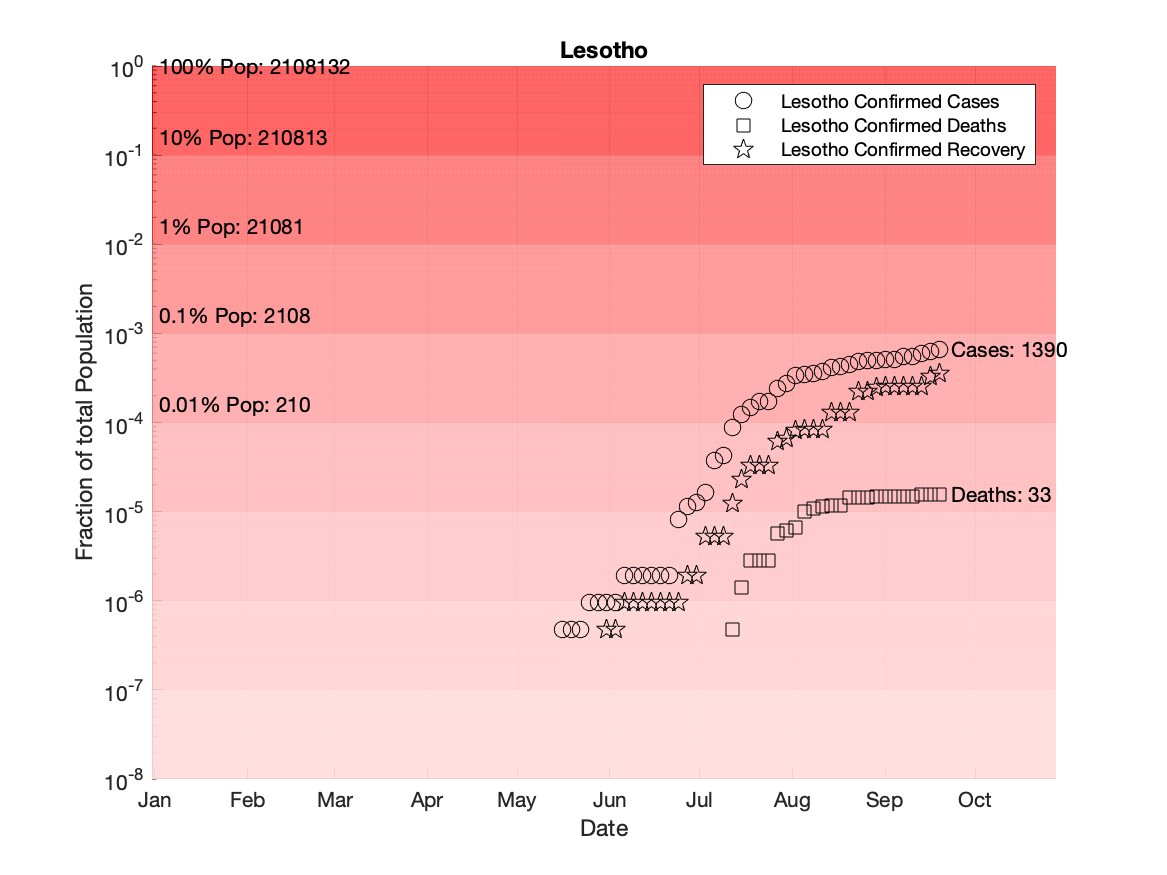 Lesotho
10⁰
100% Pop: 2108132
Lesotho Confirmed Cases
Lesotho Confirmed Deaths
Lesotho Confirmed Recovery
10% Pop: 210813
10⁻¹
1% Pop: 21081
10⁻²
0.1% Pop: 2108
10⁻³
Cases: 1390
0.01% Pop: 210
10⁻⁴
Deaths: 33
10⁻⁵
10⁻⁶
10⁻⁷
10⁻⁸
Fraction of total Population
Jan Feb Mar Apr May Jun Jul Aug Sep Oct
Date